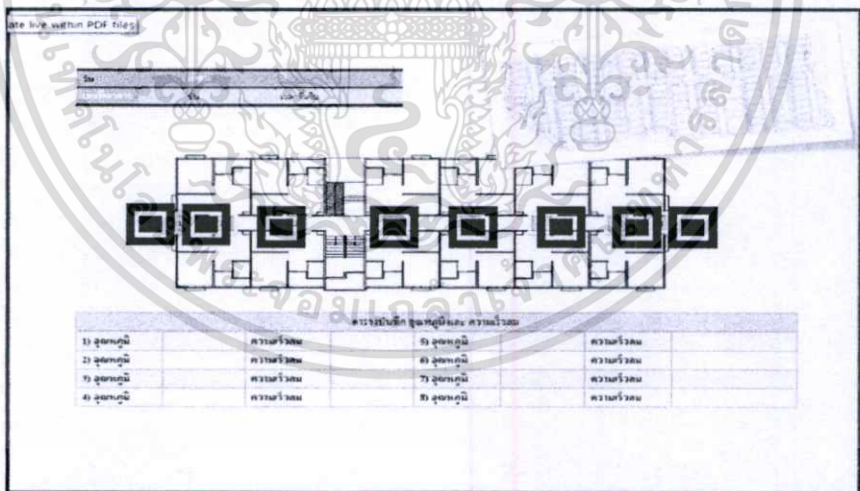 ate live within PDF files
วัน
ชั้น
ตารางบันทึก อุณหภูมิและ ความเร็วลม
1) อุณหภูมิ ความเร็วลม 5) อุณหภูมิ ความเร็วลม
2) อุณหภูมิ ความเร็วลม 6) อุณหภูมิ ความเร็วลม
3) อุณหภูมิ ความเร็วลม 7) อุณหภูมิ ความเร็วลม
4) อุณหภูมิ ความเร็วลม 8) อุณหภูมิ ความเร็วลม